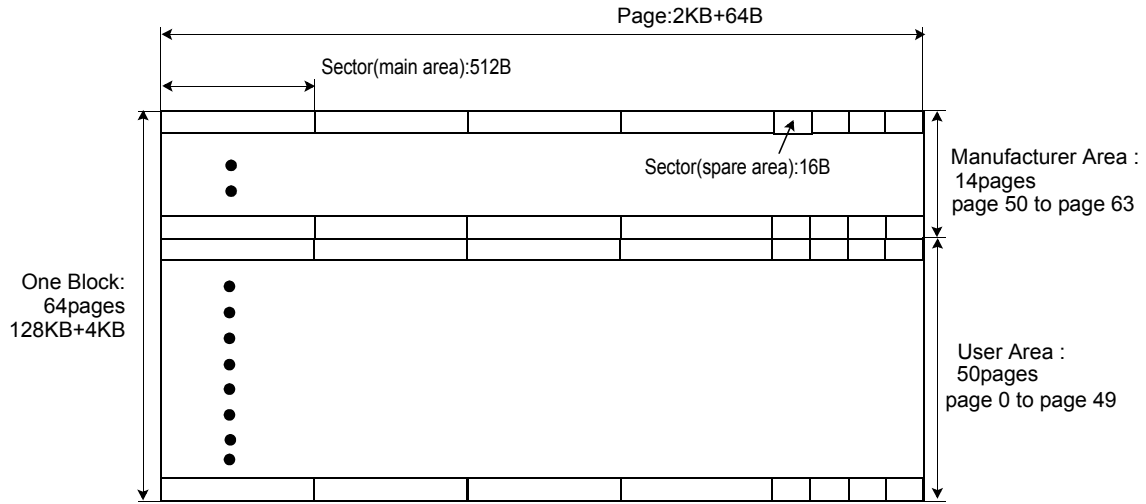 Page:2KB+64B
Sector(main area):512B
Sector(spare area):16B
Manufacturer Area :
14pages
page 50 to page 63
One Block:
64pages
128KB+4KB
User Area :
50pages
page 0 to page 49